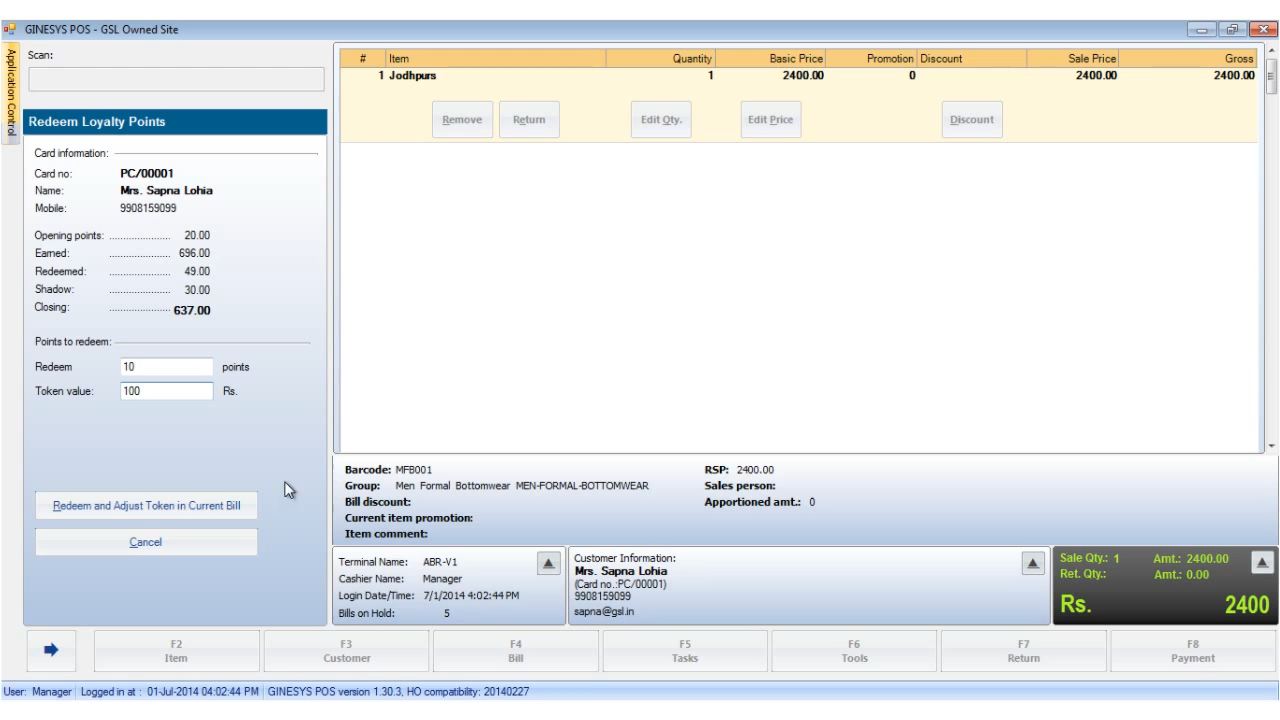 GINESYS POS - GSL Owned Site
Application Control
Scan:
Redeem Loyalty Points
Card information:
Card no: PC/00001
Name: Mrs. Sapna Lohia
Mobile: 9908159099
Opening points: ..................... 20.00
Earned: ..................... 696.00
Redeemed: ..................... 49.00
Shadow: ..................... 30.00
Closing: ..................... 637.00
Points to redeem:
Redeem 10 points
Token value: 100 Rs.
Redeem and Adjust Token in Current Bill
Cancel
# Item Quantity Basic Price Promotion Discount Sale Price Gross
1 Jodhpurs 1 2400.00 0 2400.00 2400.00
Remove Return Edit Qty. Edit Price Discount
Barcode: MFB001 RSP: 2400.00
Group: Men Formal Bottomwear MEN-FORMAL-BOTTOMWEAR Sales person:
Bill discount: Apportioned amt.: 0
Current item promotion:
Item comment:
Terminal Name: ABR-V1
Cashier Name: Manager
Login Date/Time: 7/1/2014 4:02:44 PM
Bills on Hold: 5
Customer Information:
Mrs. Sapna Lohia
(Card no.:PC/00001)
9908159099
sapna@gsl.in
Sale Qty.: 1 Amt.: 2400.00
Ret. Qty.: Amt.: 0.00
Rs. 2400
F2 F3 F4 F5 F6 F7 F8
Item Customer Bill Tasks Tools Return Payment
User: Manager Logged in at : 01-Jul-2014 04:02:44 PM GINESYS POS version 1.30.3, HO compatibility: 20140227